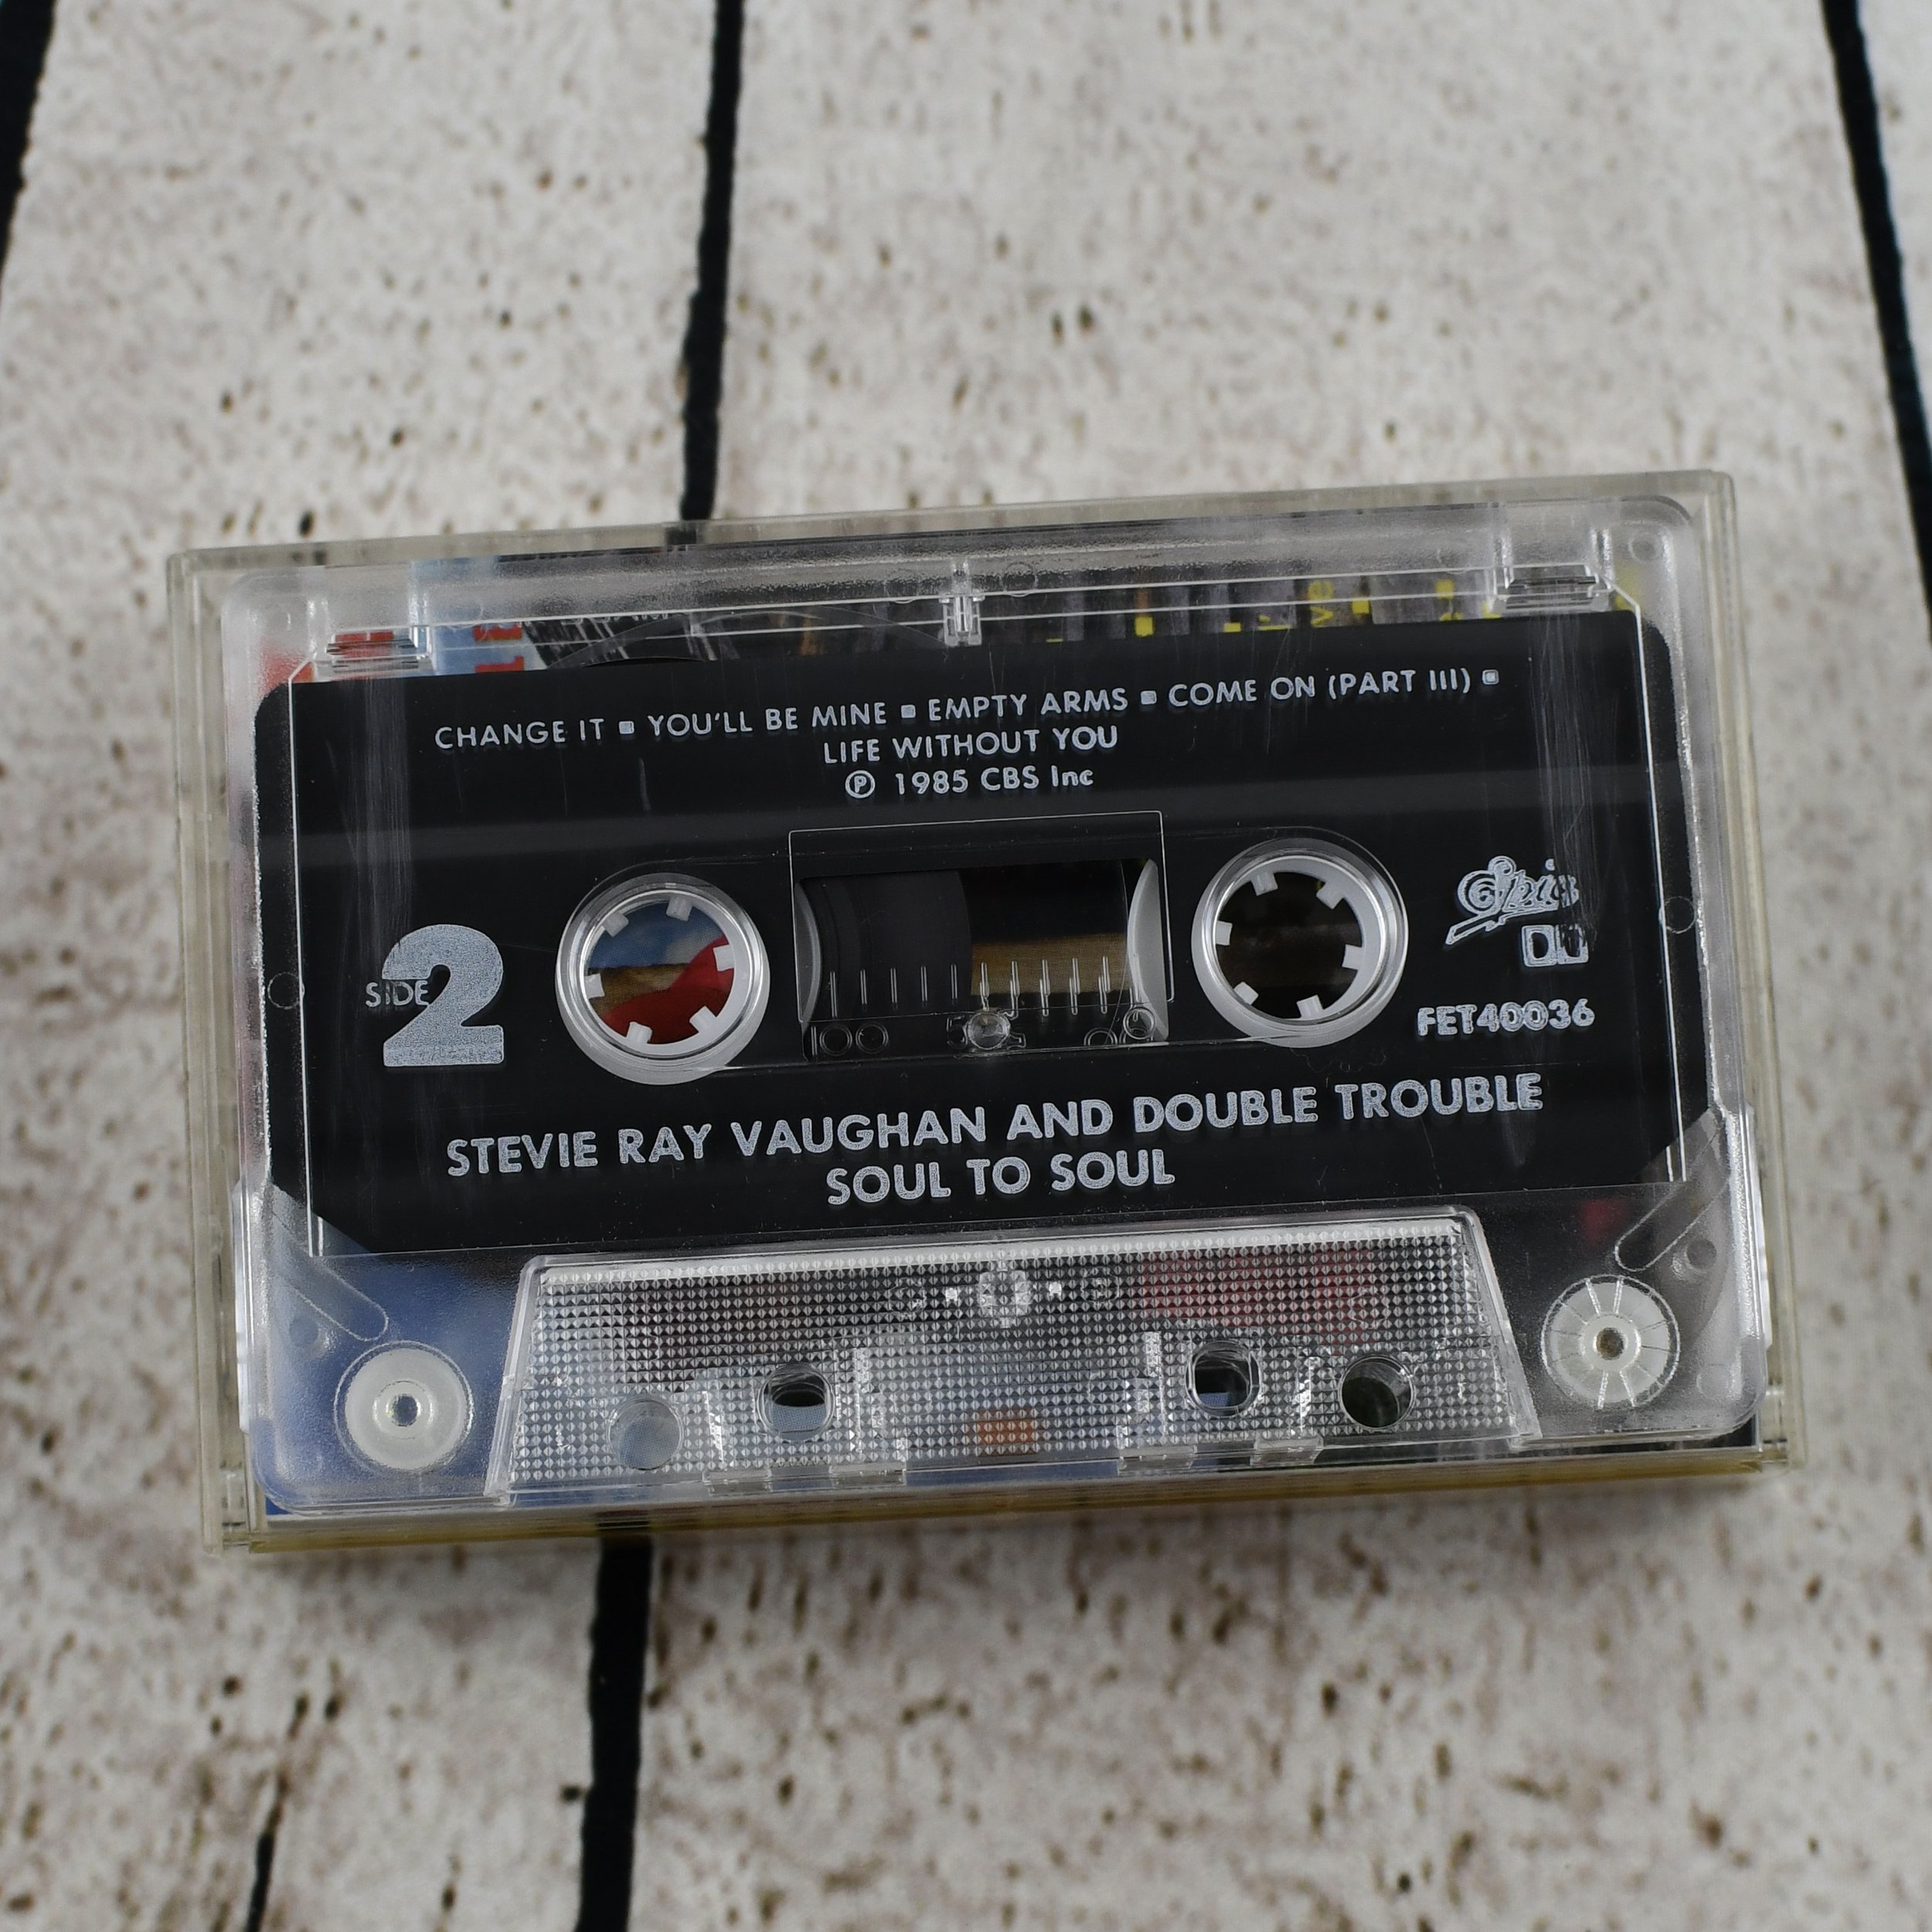 CHANGE IT ▪ YOU'LL BE MINE ▪ EMPTY ARMS ▪ COME ON (PART III) ▪
LIFE WITHOUT YOU
℗ 1985 CBS Inc
Epic
SIDE 2
FET40036
STEVIE RAY VAUGHAN AND DOUBLE TROUBLE
SOUL TO SOUL